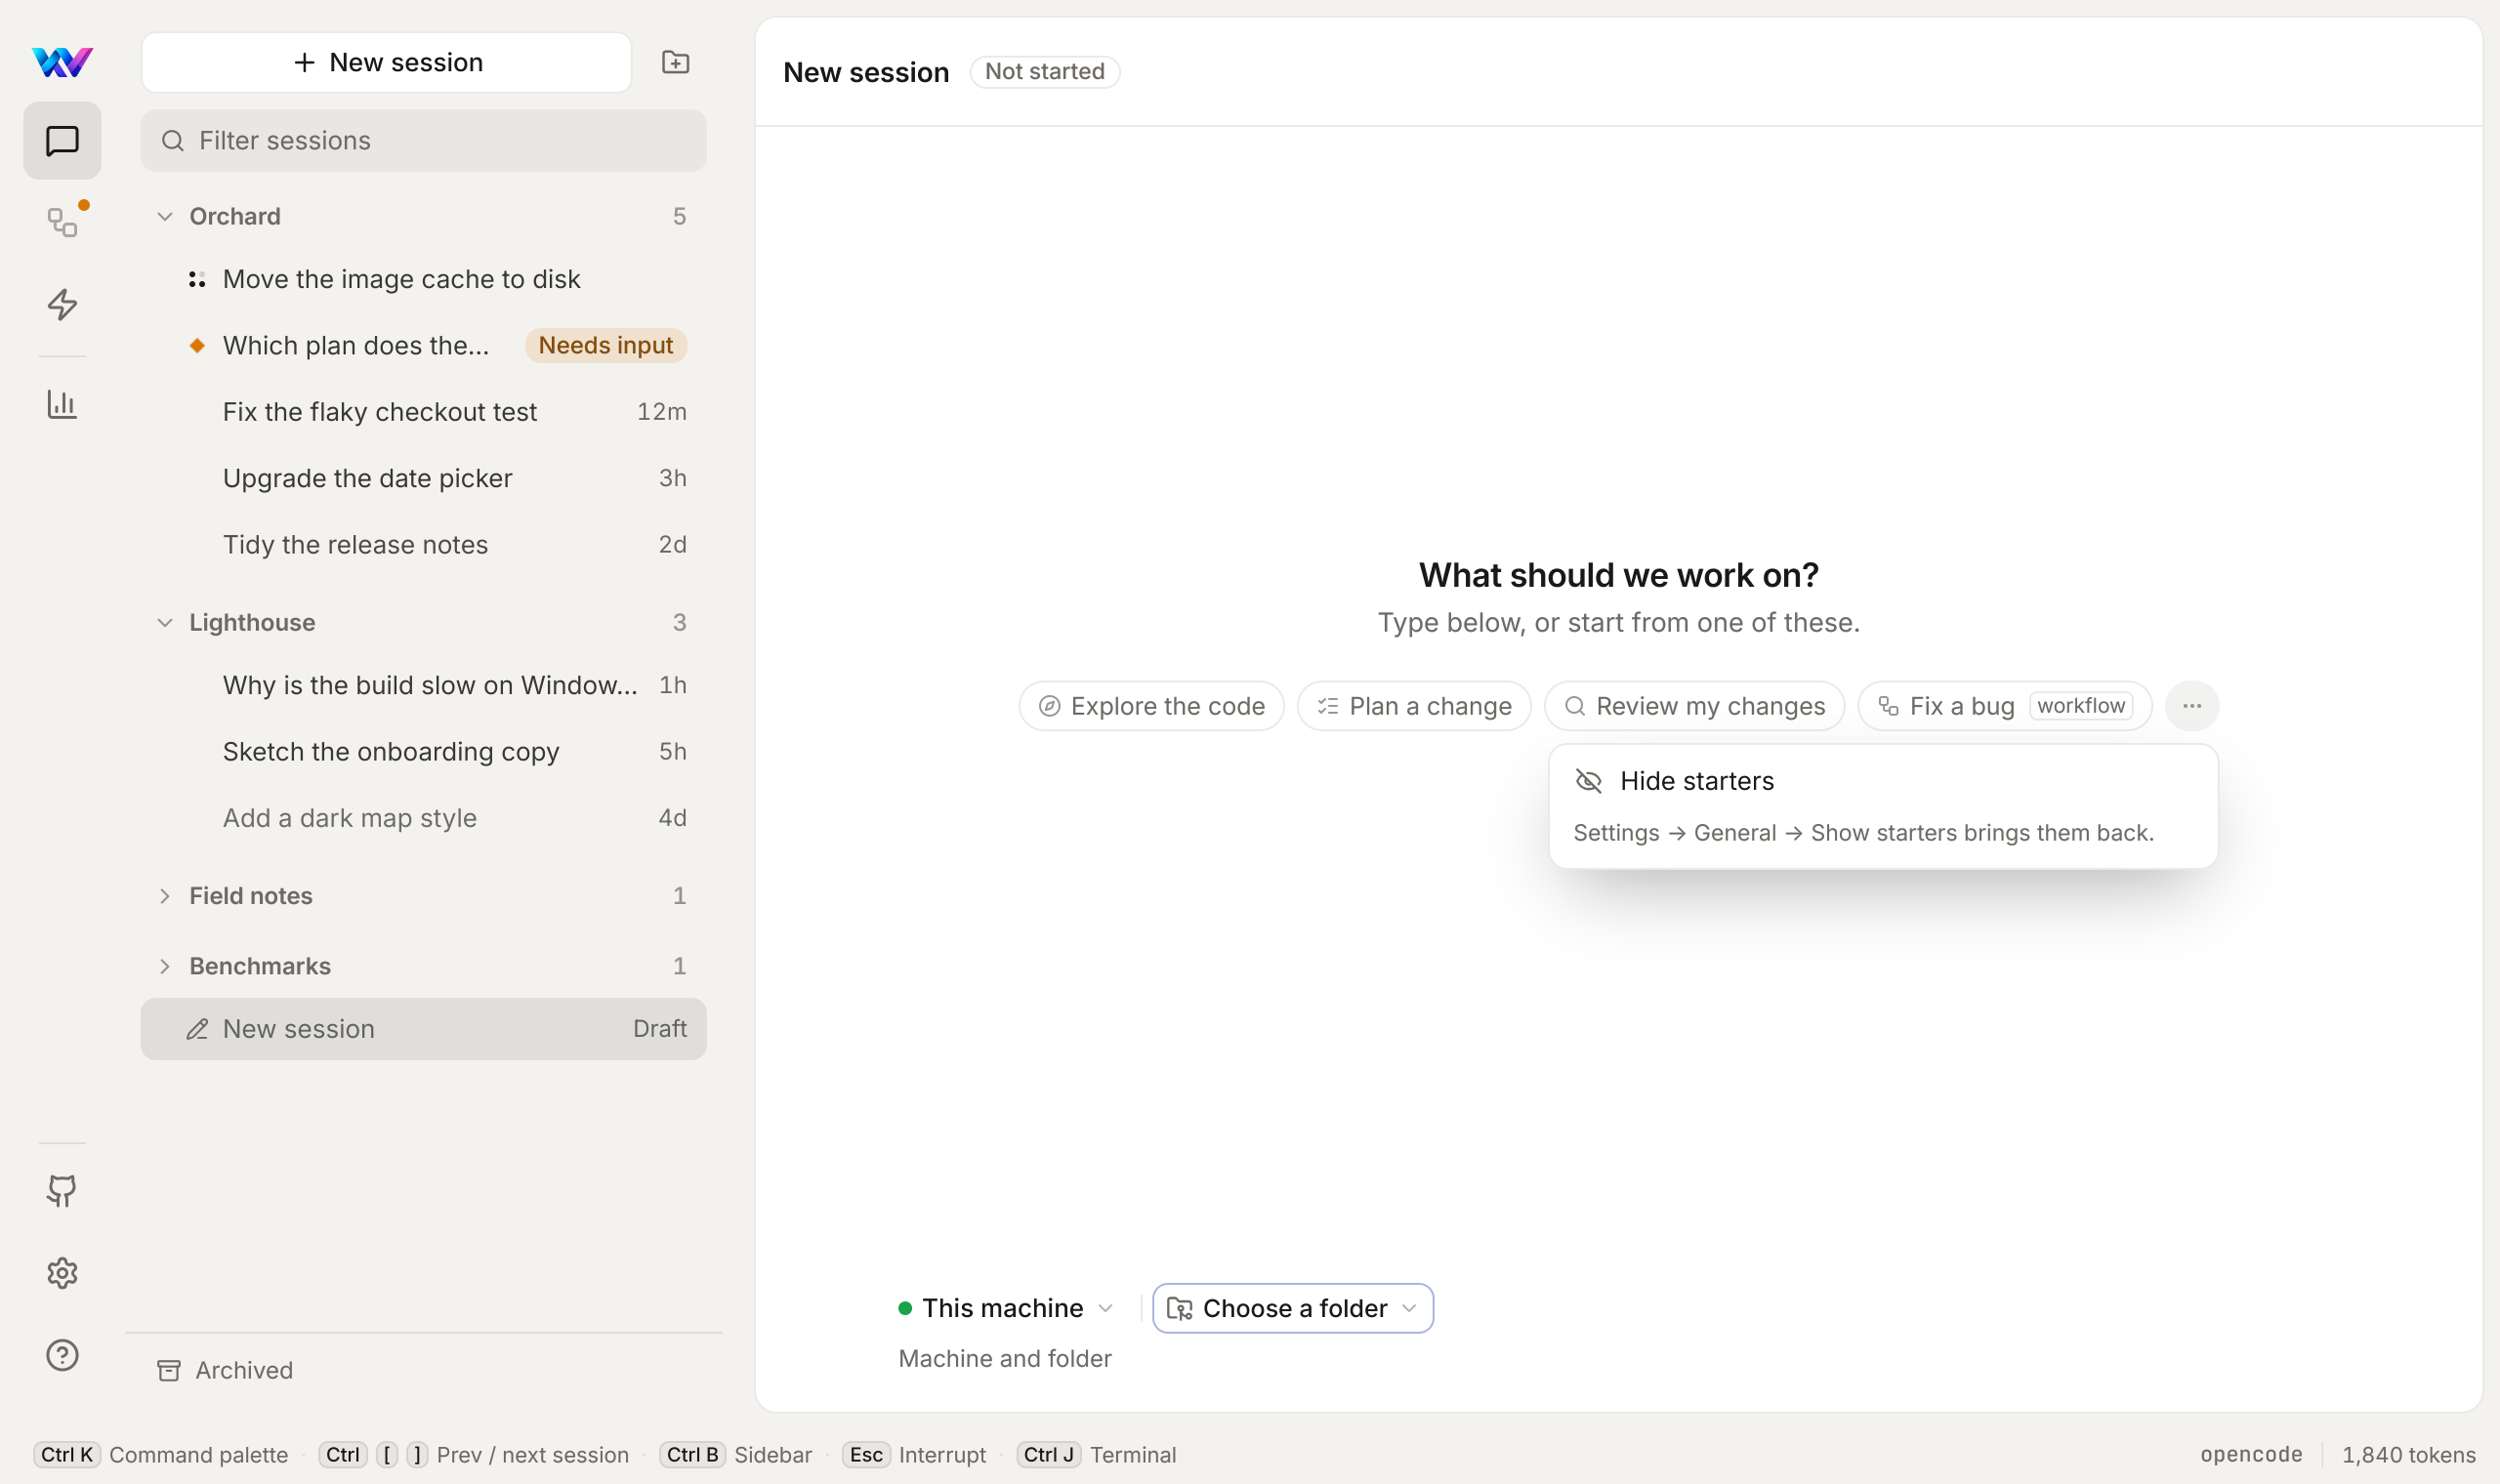 New session
Filter sessions
Orchard 5
Move the image cache to disk
Which plan does the... Needs input
Fix the flaky checkout test 12m
Upgrade the date picker 3h
Tidy the release notes 2d
Lighthouse 3
Why is the build slow on Window... 1h
Sketch the onboarding copy 5h
Add a dark map style 4d
Field notes 1
Benchmarks 1
New session Draft
Archived
New session Not started
What should we work on?
Type below, or start from one of these.
Explore the code Plan a change Review my changes Fix a bug workflow
Hide starters
Settings → General → Show starters brings them back.
This machine Choose a folder
Machine and folder
Ctrl K Command palette · Ctrl [ ] Prev / next session · Ctrl B Sidebar · Esc Interrupt · Ctrl J Terminal
opencode 1,840 tokens